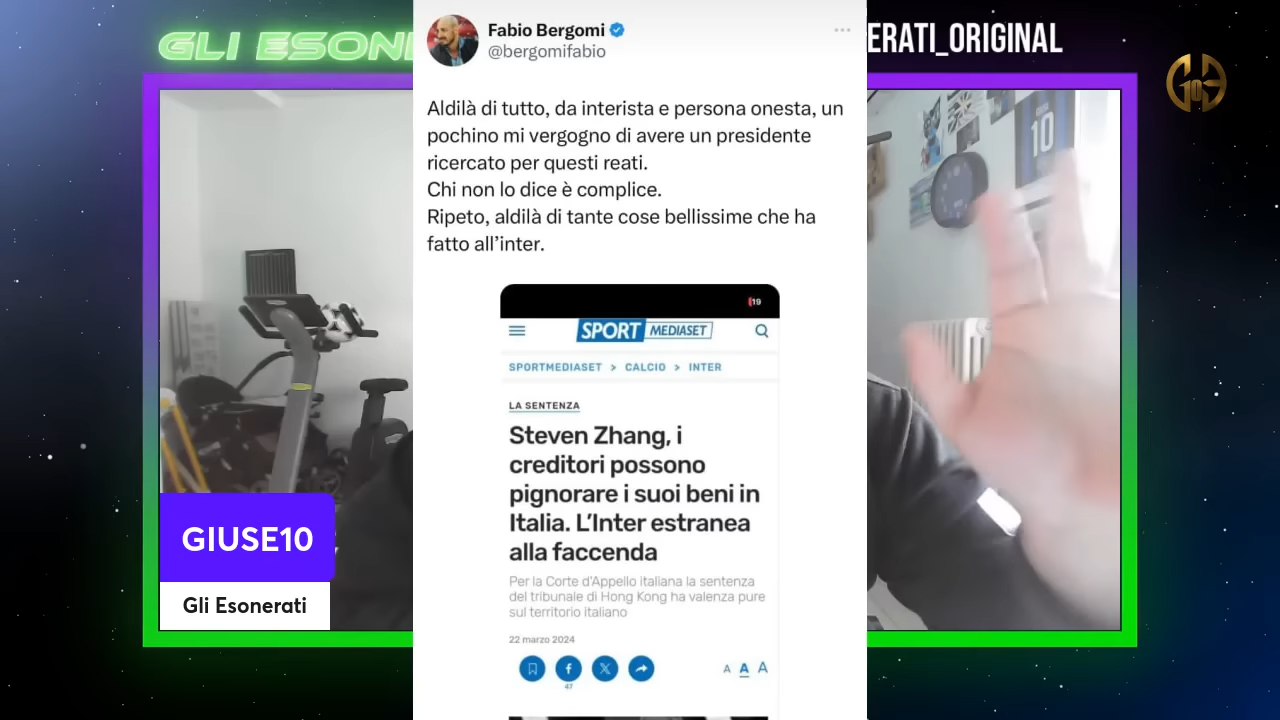 GLI ESONE
ERATI_ORIGINAL
Fabio Bergomi
@bergomifabio
Aldilà di tutto, da interista e persona onesta, un
pochino mi vergogno di avere un presidente
ricercato per questi reati.
Chi non lo dice è complice.
Ripeto, aldilà di tante cose bellissime che ha
fatto all’inter.
19
SPORT MEDIASET
SPORTMEDIASET > CALCIO > INTER
LA SENTENZA
Steven Zhang, i
creditori possono
pignorare i suoi beni in
Italia. L’Inter estranea
alla faccenda
Per la Corte d'Appello italiana la sentenza
del tribunale di Hong Kong ha valenza pure
sul territorio italiano
22 marzo 2024
A A A
47
GIUSE10
Gli Esonerati
10